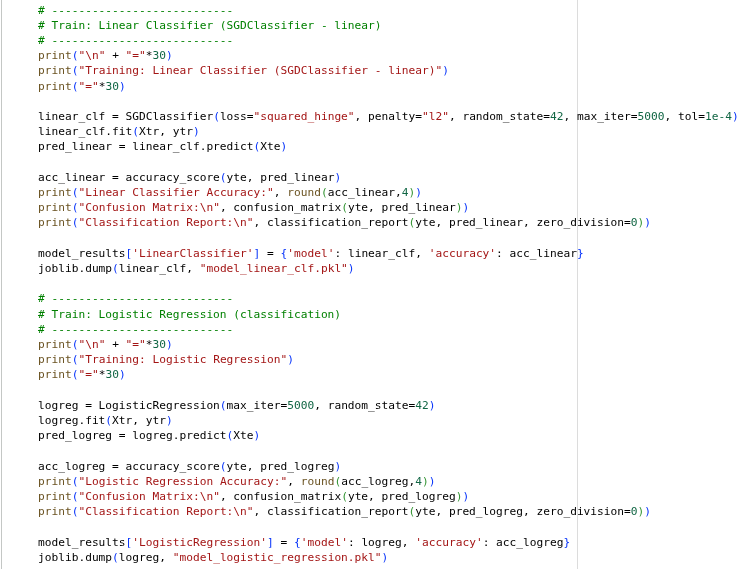 # ---------------------------
# Train: Linear Classifier (SGDClassifier - linear)
# ---------------------------
print("\n" + "="*30)
print("Training: Linear Classifier (SGDClassifier - linear)")
print("="*30)
linear_clf = SGDClassifier(loss="squared_hinge", penalty="l2", random_state=42, max_iter=5000, tol=1e-4)
linear_clf.fit(Xtr, ytr)
pred_linear = linear_clf.predict(Xte)
acc_linear = accuracy_score(yte, pred_linear)
print("Linear Classifier Accuracy:", round(acc_linear,4))
print("Confusion Matrix:\n", confusion_matrix(yte, pred_linear))
print("Classification Report:\n", classification_report(yte, pred_linear, zero_division=0))
model_results['LinearClassifier'] = {'model': linear_clf, 'accuracy': acc_linear}
joblib.dump(linear_clf, "model_linear_clf.pkl")
# ---------------------------
# Train: Logistic Regression (classification)
# ---------------------------
print("\n" + "="*30)
print("Training: Logistic Regression")
print("="*30)
logreg = LogisticRegression(max_iter=5000, random_state=42)
logreg.fit(Xtr, ytr)
pred_logreg = logreg.predict(Xte)
acc_logreg = accuracy_score(yte, pred_logreg)
print("Logistic Regression Accuracy:", round(acc_logreg,4))
print("Confusion Matrix:\n", confusion_matrix(yte, pred_logreg))
print("Classification Report:\n", classification_report(yte, pred_logreg, zero_division=0))
model_results['LogisticRegression'] = {'model': logreg, 'accuracy': acc_logreg}
joblib.dump(logreg, "model_logistic_regression.pkl")